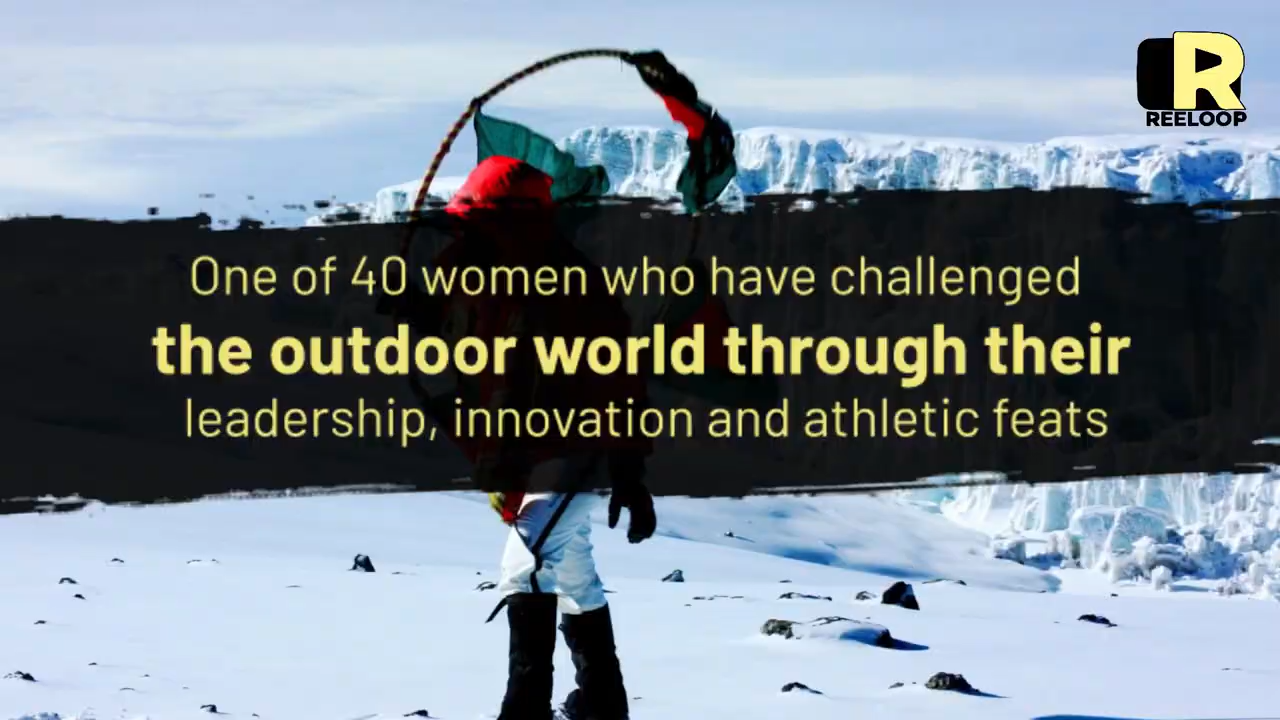 REELOOP
One of 40 women who have challenged
the outdoor world through their
leadership, innovation and athletic feats